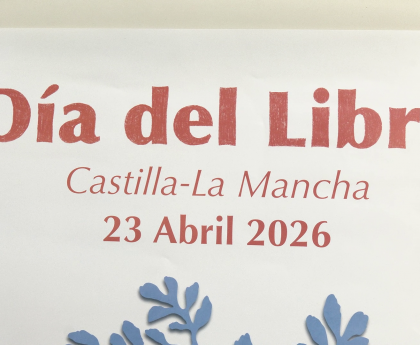 Día del Libr
Castilla-La Mancha
23 Abril 2026